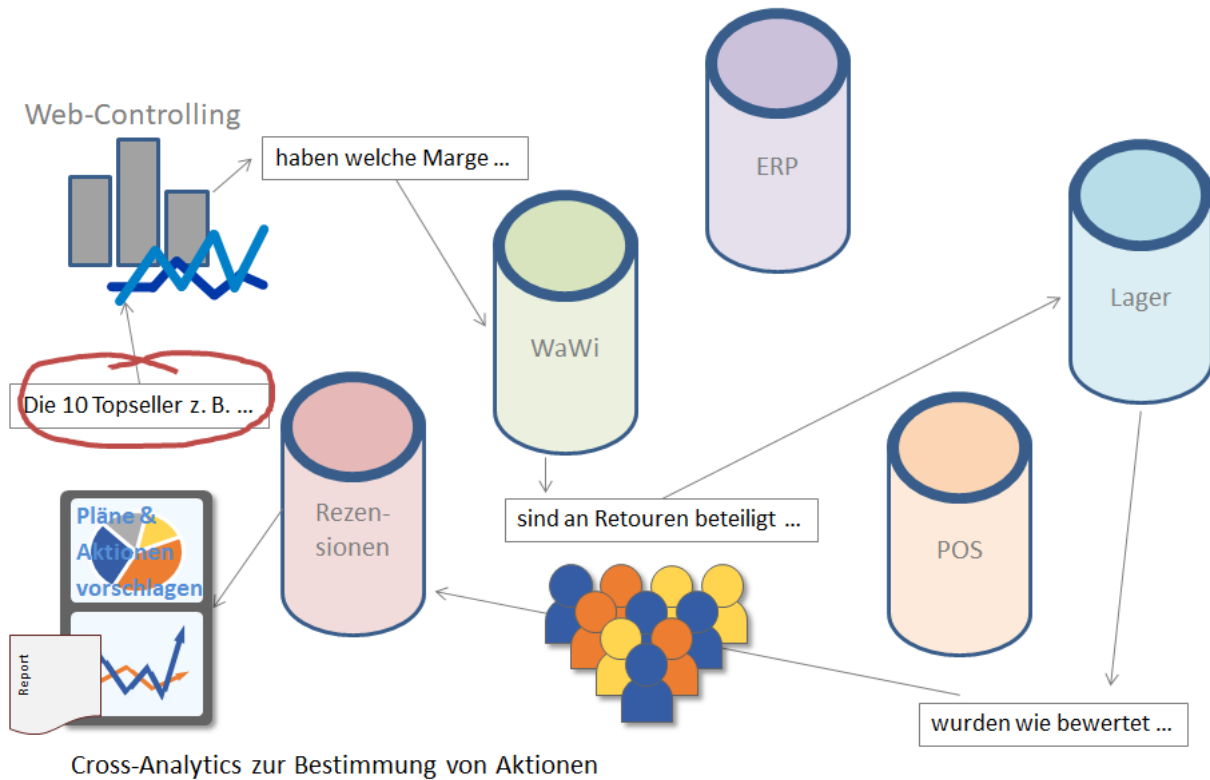 Web-Controlling
haben welche Marge ...
ERP
WaWi
Lager
Die 10 Topseller z. B. ...
Rezen-
sionen
sind an Retouren beteiligt ...
POS
Pläne &
Aktionen
vorschlagen
Report
wurden wie bewertet ...
Cross-Analytics zur Bestimmung von Aktionen